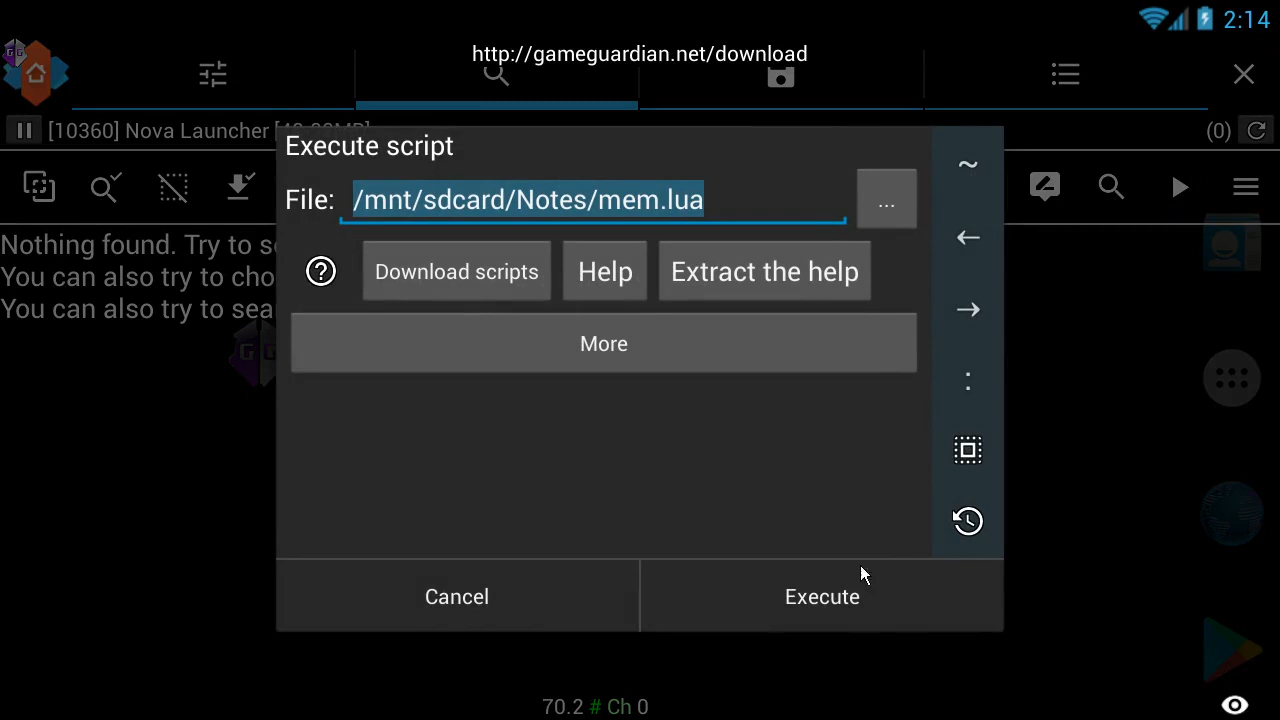 2:14
http://gameguardian.net/download
[10360] Nova Launcher [
(0)
Execute script
File: /mnt/sdcard/Notes/mem.lua ...
~
Nothing found. Try to s
You can also try to cho
You can also try to sea
Download scripts Help Extract the help
More
:
Cancel Execute
70.2 # Ch 0